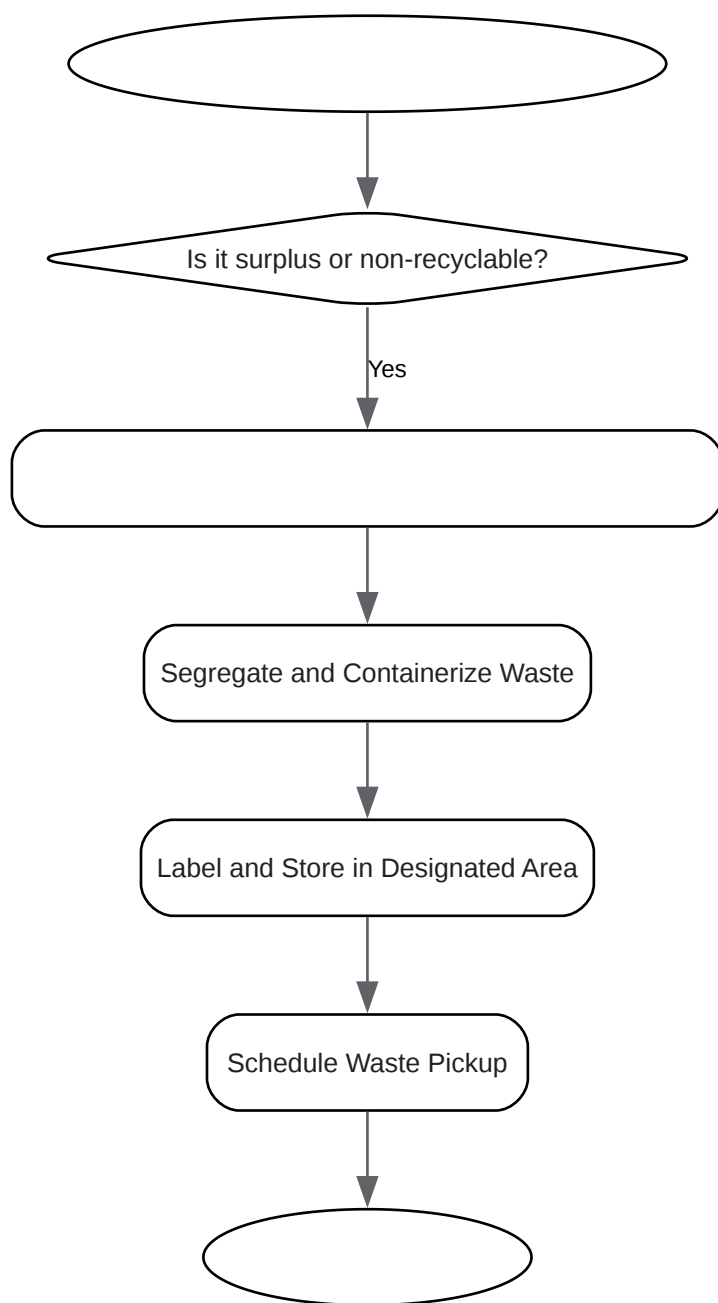 Is it surplus or non-recyclable?
Yes
Segregate and Containerize Waste
Label and Store in Designated Area
Schedule Waste Pickup